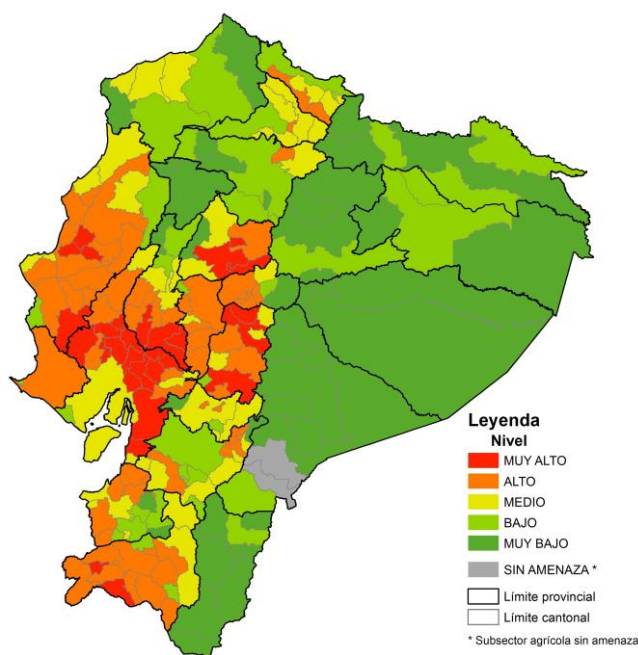 Leyenda
Nivel
MUY ALTO
ALTO
MEDIO
BAJO
MUY BAJO
SIN AMENAZA *
Límite provincial
Límite cantonal
* Subsector agrícola sin amenaza